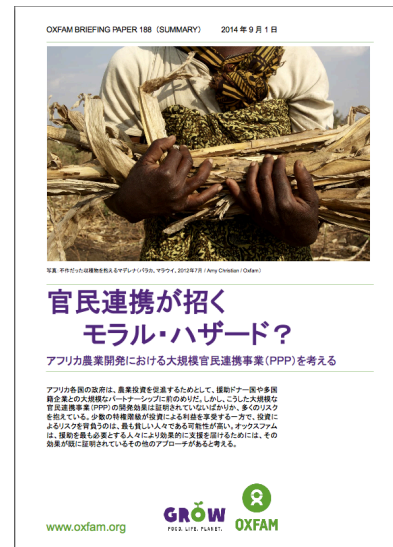 OXFAM BRIEFING PAPER 188（SUMMARY） 2014 年 9 月 1 日
写真: 不作だった収穫物を抱えるマデレナ（バラカ, マラウイ, 2012年7月 / Amy Christian / Oxfam）
官民連携が招く
モラル・ハザード？
アフリカ農業開発における大規模官民連携事業（PPP）を考える
アフリカ各国の政府は、農業投資を促進するためとして、援助ドナー国や多国
籍企業との大規模なパートナーシップに前のめりだ。しかし、こうした大規模な
官民連携事業（PPP）の開発効果は証明されていないばかりか、多くのリスク
を抱えている。少数の特権階級が投資による利益を享受する一方で、投資に
よるリスクを背負うのは、最も貧しい人々である可能性が高い。オックスファム
は、援助を最も必要とする人々により効果的に支援を届けるためには、その
効果が既に証明されているその他のアプローチがあると考える。
www.oxfam.org
GROW
FOOD. LIFE. PLANET.
OXFAM